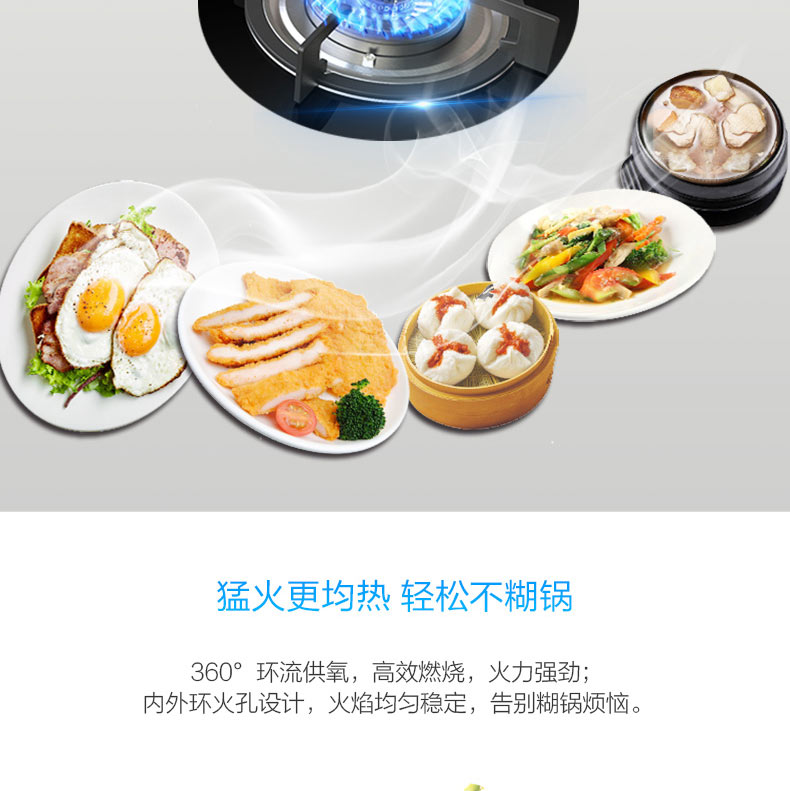 猛火更均热 轻松不糊锅
360°环流供氧，高效燃烧，火力强劲；
内外环火孔设计，火焰均匀稳定，告别糊锅烦恼。